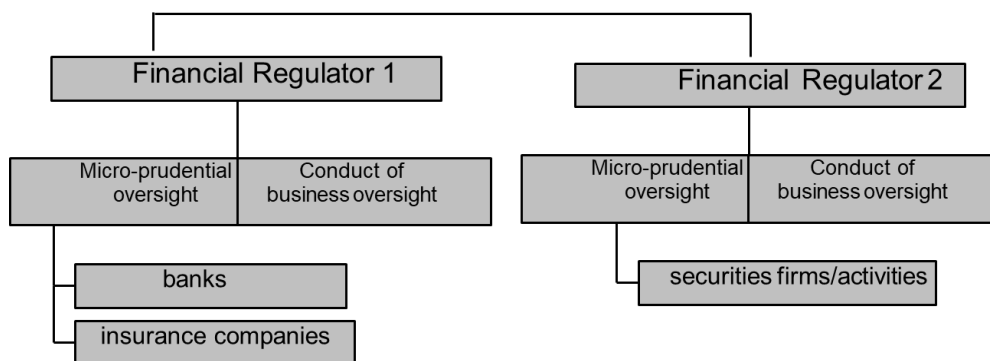 Financial Regulator 1
Financial Regulator 2
Micro-prudential
oversight
Conduct of
business oversight
Micro-prudential
oversight
Conduct of
business oversight
banks
insurance companies
securities firms/activities